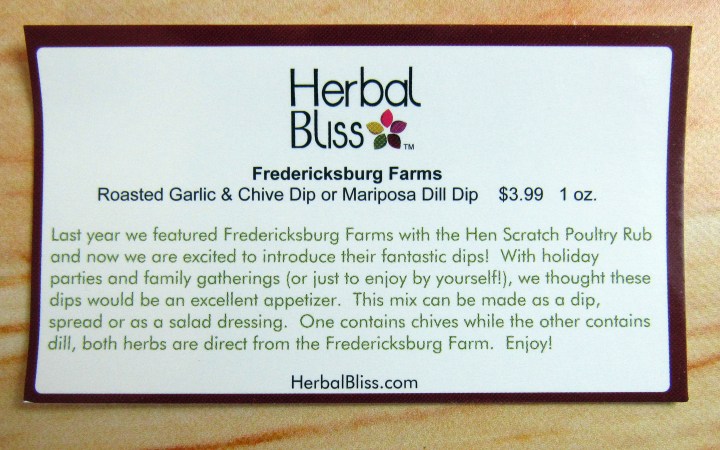 Herbal
Bliss ™
Fredericksburg Farms
Roasted Garlic & Chive Dip or Mariposa Dill Dip $3.99 1 oz.
Last year we featured Fredericksburg Farms with the Hen Scratch Poultry Rub
and now we are excited to introduce their fantastic dips! With holiday
parties and family gatherings (or just to enjoy by yourself!), we thought these
dips would be an excellent appetizer. This mix can be made as a dip,
spread or as a salad dressing. One contains chives while the other contains
dill, both herbs are direct from the Fredericksburg Farm. Enjoy!
HerbalBliss.com